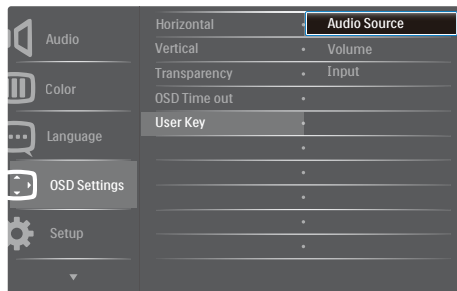 Audio
Color
Language
OSD Settings
Setup
Horizontal
Vertical
Transparency
OSD Time out
User Key
Audio Source
Volume
Input